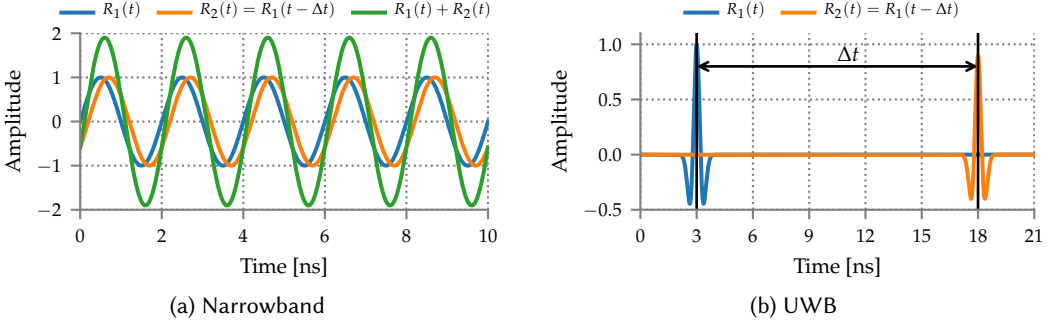 R₁(t) R₂(t) = R₁(t − Δt) R₁(t) + R₂(t)
Amplitude
2
1
0
−1
−2
0 2 4 6 8 10
Time [ns]
(a) Narrowband
R₁(t) R₂(t) = R₁(t − Δt)
Amplitude
1.0
0.5
0.0
−0.5
Δt
0 3 6 9 12 15 18 21
Time [ns]
(b) UWB